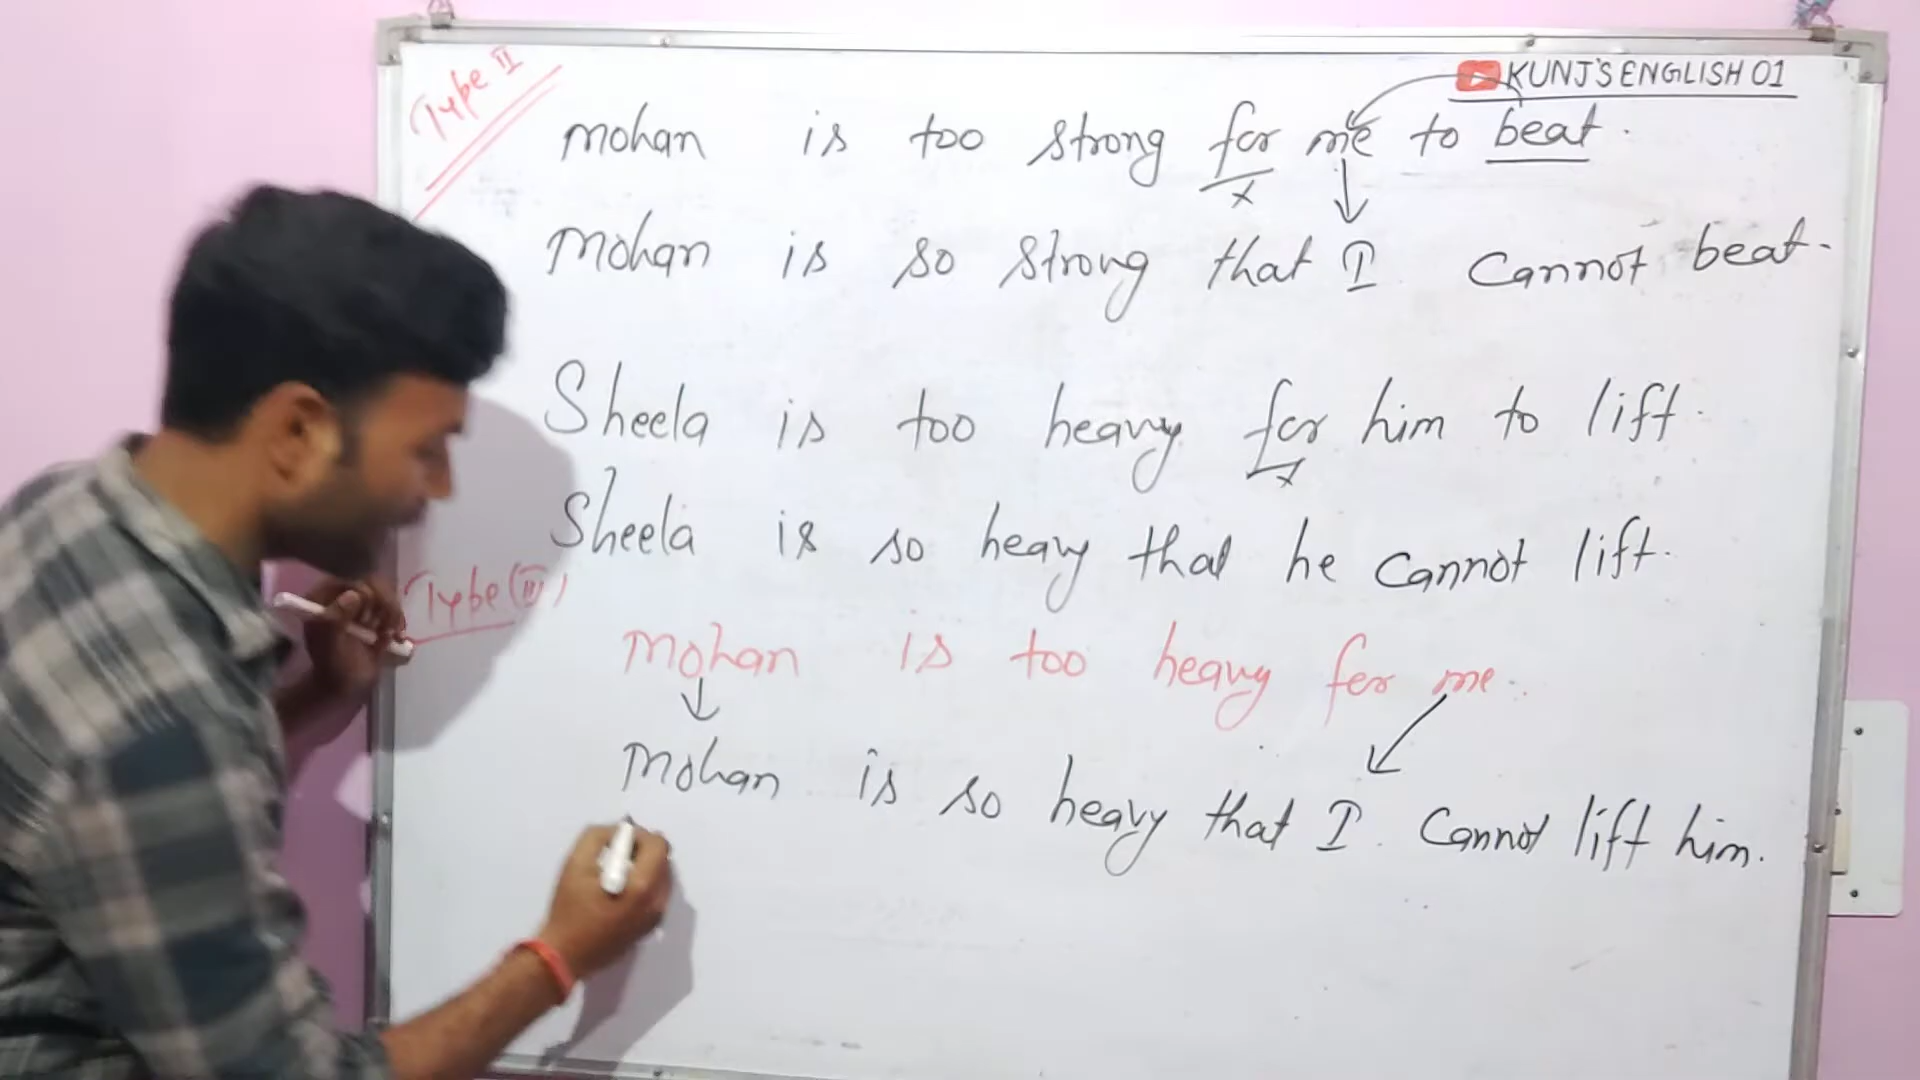 Type II
KUNJ'S ENGLISH 01
Mohan is too strong for me to beat.
x
Mohan is so strong that I cannot beat.
Sheela is too heavy for him to lift.
x
Sheela is so heavy that he cannot lift.
Type (III)
Mohan is too heavy for me.
Mohan is so heavy that I cannot lift him.